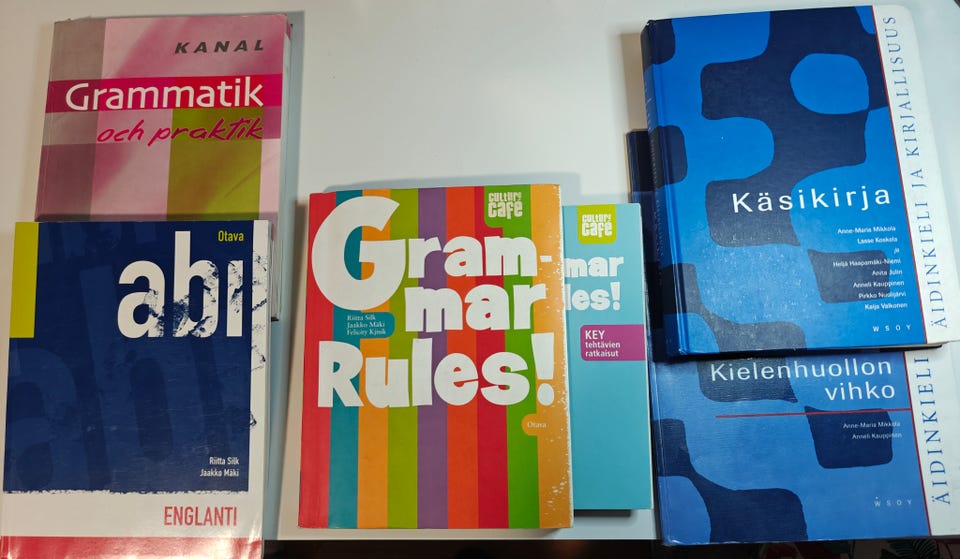 KANAL
Grammatik
och praktik
Otava
abi
Riitta Silk
Jaakko Mäki
ENGLANTI
CULTURE
CAFÉ
Gram-
mar
Rules!
Riitta Silk
Jaakko Mäki
Felicity Kjisik
Otava
CULTURE
CAFÉ
mar
les!
KEY
tehtävien
ratkaisut
Käsikirja
Anne-Maria Mikkola
Lasse Koskela
ja
Heljä Haapamäki-Niemi
Anita Julin
Anneli Kauppinen
Pirkko Nuolijärvi
Kaija Valkonen
WSOY
ÄIDINKIELI JA KIRJALLISUUS
Kielenhuollon
vihko
Anne-Maria Mikkola
Anneli Kauppinen
WSOY
ÄIDINKIELI